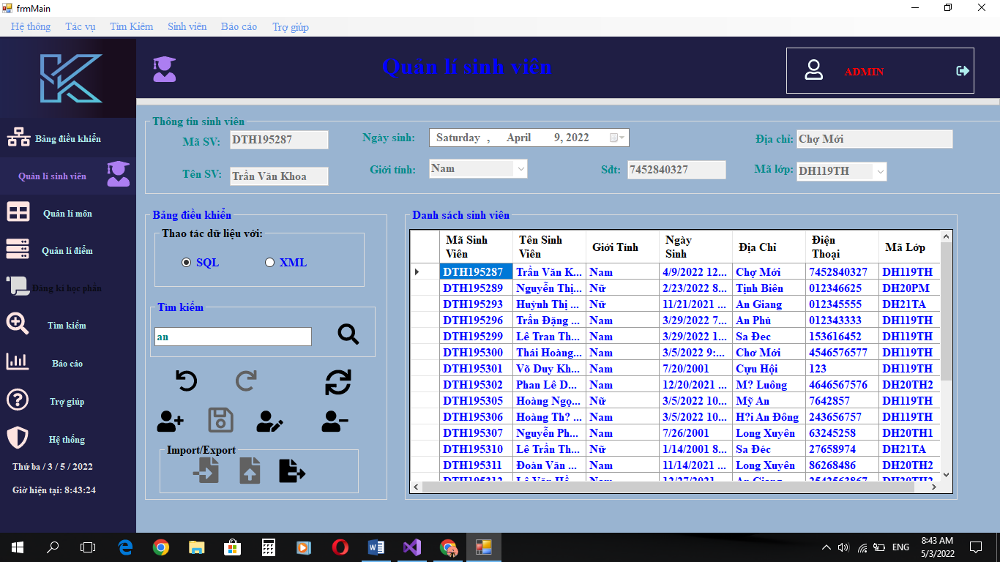 frmMain
Hệ thông Tác vụ Tìm Kiêm Sinh viên Báo cáo Trợ giúp
Quản lí sinh viên
ADMIN
Bảng điều khiển
Quản lí sinh viên
Quản lí môn
Quản lí điểm
Đăng kí học phần
Tìm kiếm
Báo cáo
Trợ giúp
Hệ thống
Thứ ba / 3 / 5 / 2022
Giờ hiện tại: 8:43:24
Thông tin sinh viên
Mã SV: DTH195287 Ngày sinh: Saturday , April 9, 2022 Địa chỉ: Chợ Mới
Tên SV: Trần Văn Khoa Giới tính: Nam Sđt: 7452840327 Mã lớp: DH119TH
Bảng điều khiển
Thao tác dữ liệu với:
SQL XML
Tìm kiếm
an
Import/Export
Danh sách sinh viên
Mã Sinh Viên Tên Sinh Viên Giới Tính Ngày Sinh Địa Chỉ Điện Thoại Mã Lớp
DTH195287 Trần Văn K... Nam 4/9/2022 12... Chợ Mới 7452840327 DH119TH
DTH195289 Nguyễn Thị... Nữ 2/23/2022 8... Tịnh Biên 012346625 DH20PM
DTH195293 Huỳnh Thị ... Nữ 11/21/2021 ... An Giang 012345555 DH21TA
DTH195296 Trần Đặng ... Nam 3/29/2022 7... An Phú 012343333 DH119TH
DTH195299 Lê Tran Th... Nam 3/29/2022 1... Sa Đec 153616452 DH119TH
DTH195300 Thái Hoàng... Nam 3/5/2022 9:... Chơ Mới 4546576577 DH119TH
DTH195301 Võ Duy Kh... Nam 7/20/2001 Cựu Hội 123 DH119TH
DTH195302 Phan Lê D... Nam 12/20/2021 ... M? Luông 4646567576 DH20TH2
DTH195305 Hoàng Ngọ... Nữ 3/5/2022 10... Mỹ An 7642857 DH119TH
DTH195306 Hoàng Th? ... Nam 3/5/2022 10... H?i An Đông 243656757 DH119TH
DTH195307 Nguyễn Ph... Nam 7/26/2001 Long Xuyên 63245258 DH20TH1
DTH195310 Lê Trần Th... Nữ 1/14/2001 8... Sa Đéc 27658974 DH21TA
DTH195311 Đoàn Văn ... Nam 11/14/2021 ... Long Xuyên 86268486 DH20TH2
DTH195312 Lê Văn Hồ... Nam 12/27/2021 ... An Giang 2542563867 DH20TH2
ENG
8:43 AM
5/3/2022